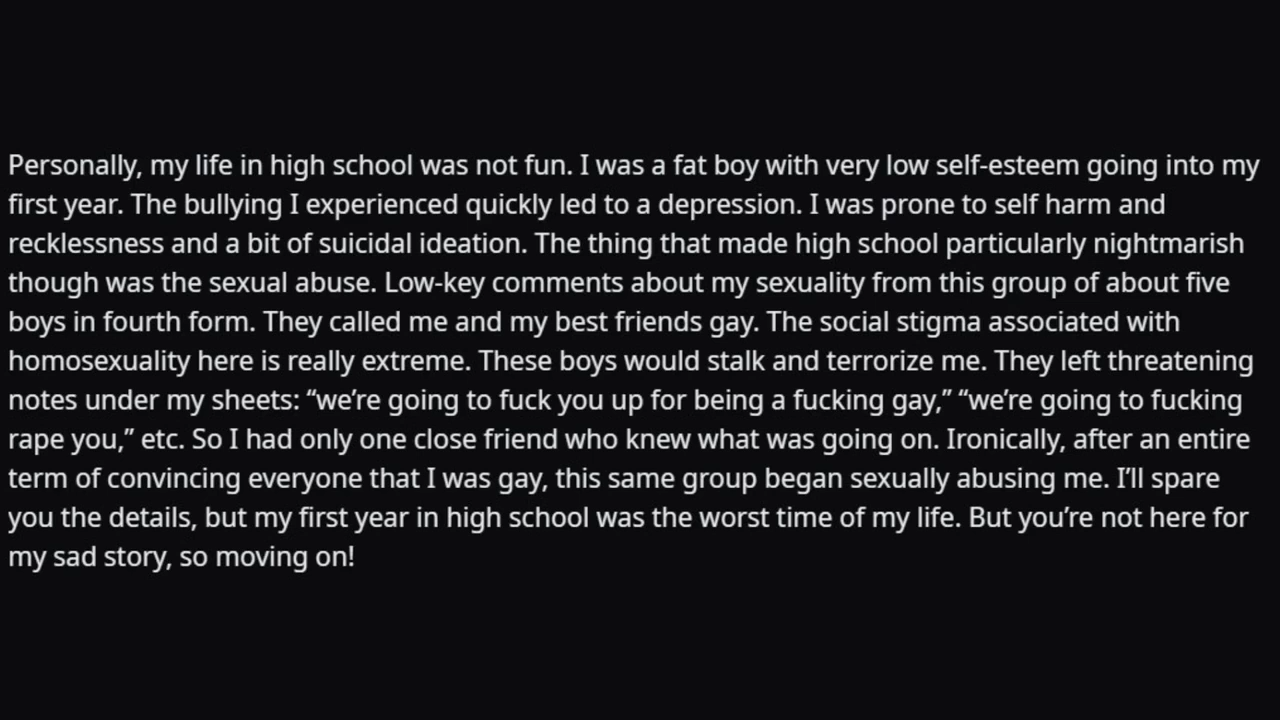 Personally, my life in high school was not fun. I was a fat boy with very low self-esteem going into my
first year. The bullying I experienced quickly led to a depression. I was prone to self harm and
recklessness and a bit of suicidal ideation. The thing that made high school particularly nightmarish
though was the sexual abuse. Low-key comments about my sexuality from this group of about five
boys in fourth form. They called me and my best friends gay. The social stigma associated with
homosexuality here is really extreme. These boys would stalk and terrorize me. They left threatening
notes under my sheets: “we’re going to fuck you up for being a fucking gay,” “we’re going to fucking
rape you,” etc. So I had only one close friend who knew what was going on. Ironically, after an entire
term of convincing everyone that I was gay, this same group began sexually abusing me. I’ll spare
you the details, but my first year in high school was the worst time of my life. But you’re not here for
my sad story, so moving on!